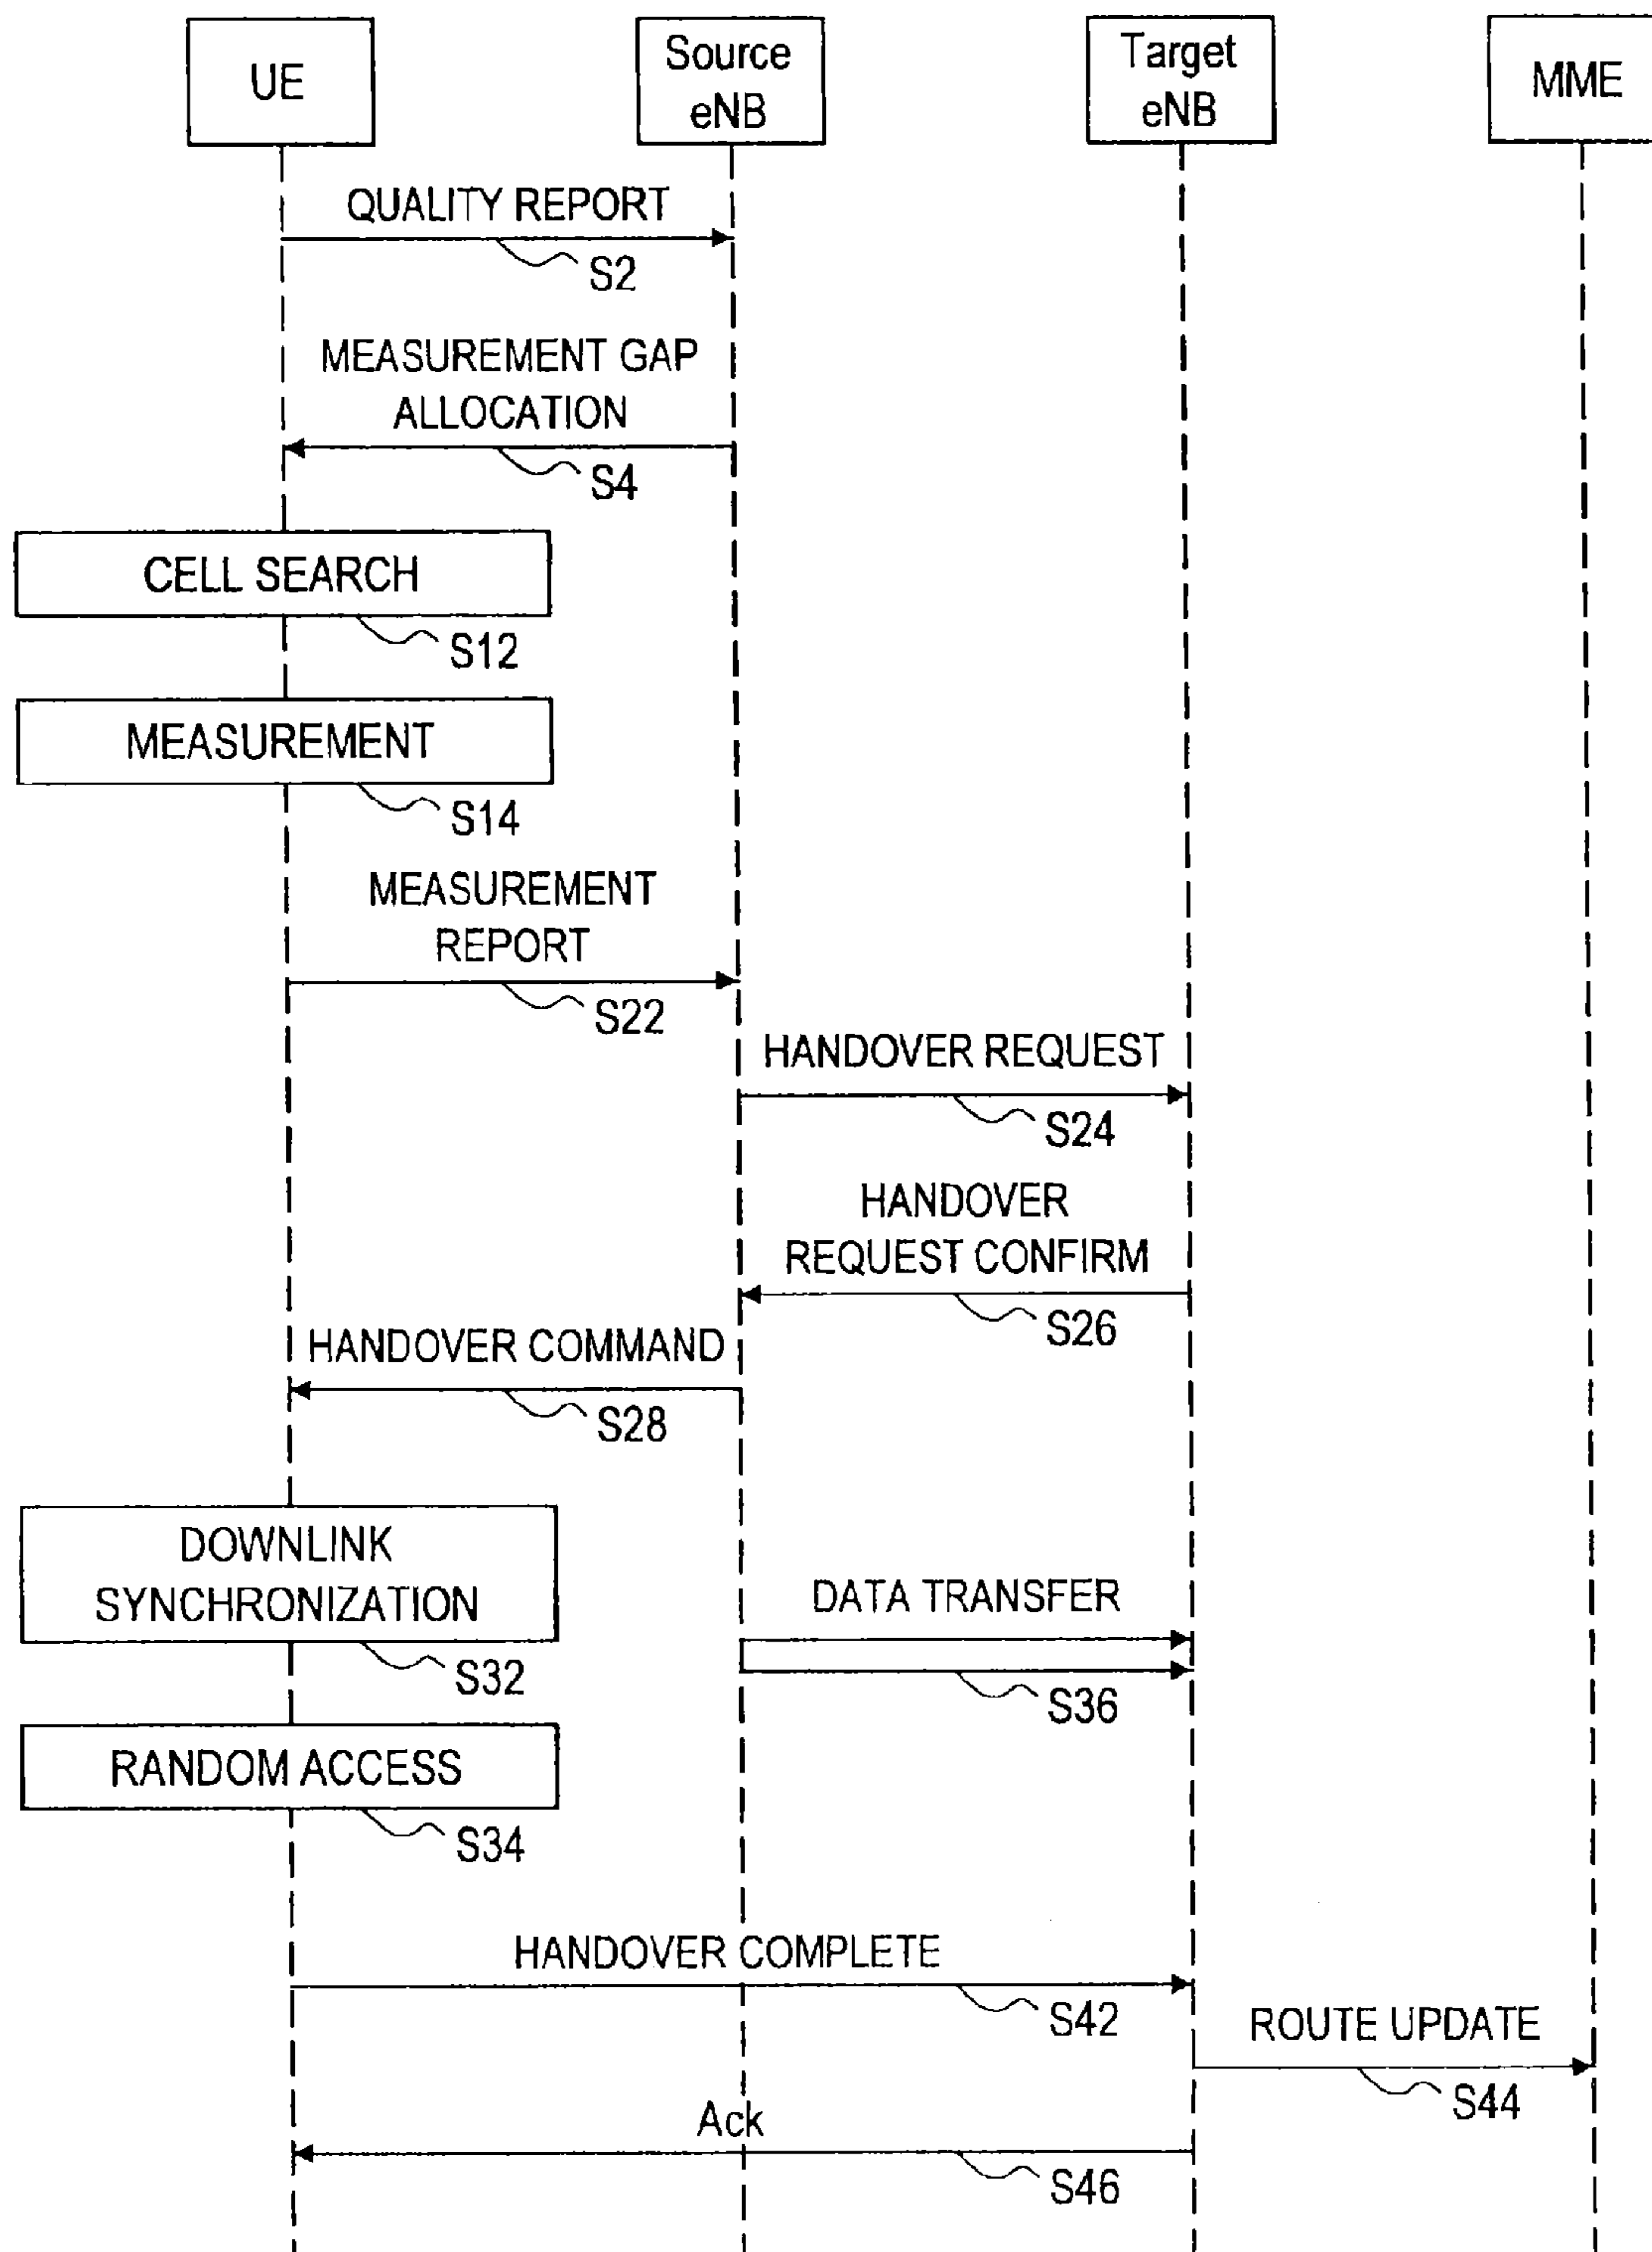 UE
Source
eNB
Target
eNB
MME
QUALITY REPORT
S2
MEASUREMENT GAP
ALLOCATION
S4
CELL SEARCH
S12
MEASUREMENT
S14
MEASUREMENT
REPORT
S22
HANDOVER REQUEST
S24
HANDOVER
REQUEST CONFIRM
S26
HANDOVER COMMAND
S28
DOWNLINK
SYNCHRONIZATION
S32
DATA TRANSFER
S36
RANDOM ACCESS
S34
HANDOVER COMPLETE
S42
ROUTE UPDATE
S44
Ack
S46